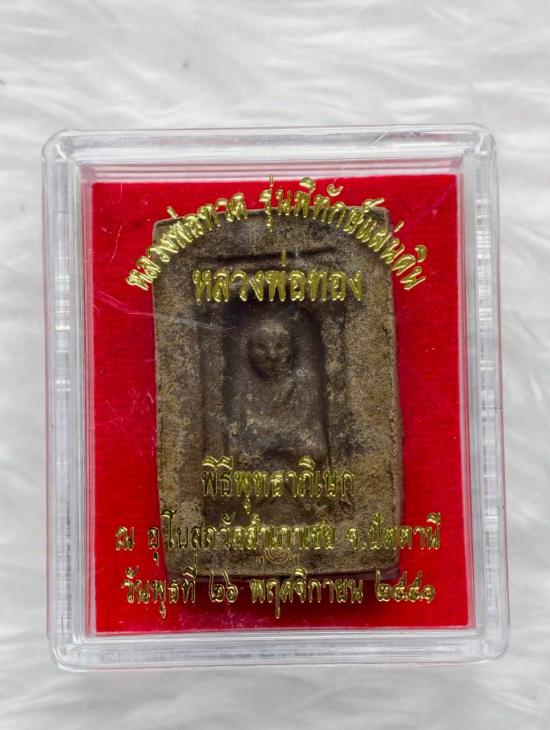 หลวงพ่อทวด รุ่นพิทักษ์แผ่นดิน
หลวงพ่อทอง
พิธีพุทธาภิเษก
ณ อุโบสถวัดสำเภาเชย จ.ปัตตานี
วันพุธที่ ๒๖ พฤศจิกายน ๒๕๕๑